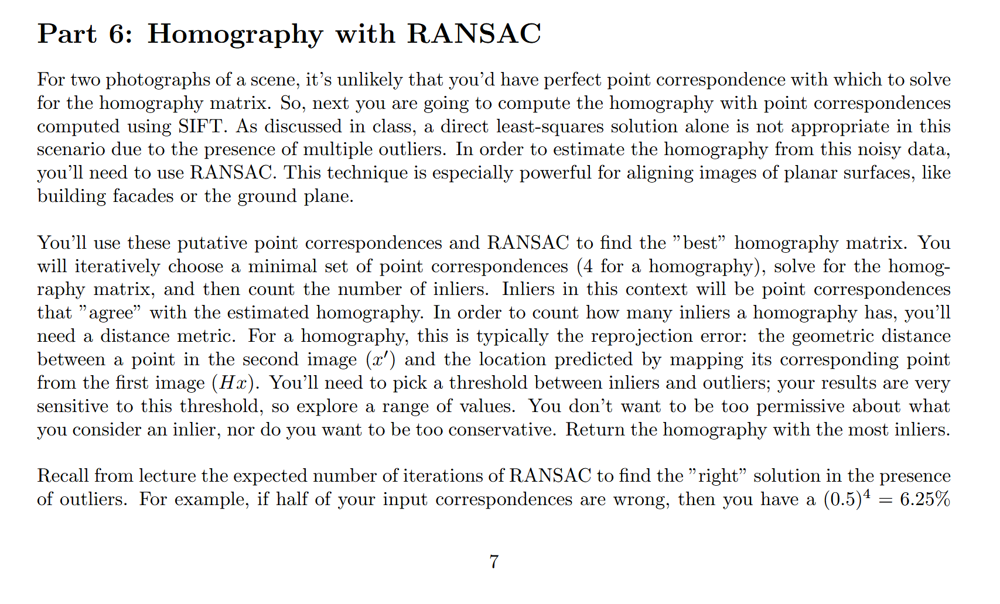 Part 6: Homography with RANSAC
For two photographs of a scene, it’s unlikely that you’d have perfect point correspondence with which to solve
for the homography matrix. So, next you are going to compute the homography with point correspondences
computed using SIFT. As discussed in class, a direct least-squares solution alone is not appropriate in this
scenario due to the presence of multiple outliers. In order to estimate the homography from this noisy data,
you’ll need to use RANSAC. This technique is especially powerful for aligning images of planar surfaces, like
building facades or the ground plane.
You’ll use these putative point correspondences and RANSAC to find the ”best” homography matrix. You
will iteratively choose a minimal set of point correspondences (4 for a homography), solve for the homog-
raphy matrix, and then count the number of inliers. Inliers in this context will be point correspondences
that ”agree” with the estimated homography. In order to count how many inliers a homography has, you’ll
need a distance metric. For a homography, this is typically the reprojection error: the geometric distance
between a point in the second image (x′) and the location predicted by mapping its corresponding point
from the first image (Hx). You’ll need to pick a threshold between inliers and outliers; your results are very
sensitive to this threshold, so explore a range of values. You don’t want to be too permissive about what
you consider an inlier, nor do you want to be too conservative. Return the homography with the most inliers.
Recall from lecture the expected number of iterations of RANSAC to find the ”right” solution in the presence
of outliers. For example, if half of your input correspondences are wrong, then you have a (0.5)⁴ = 6.25%
7